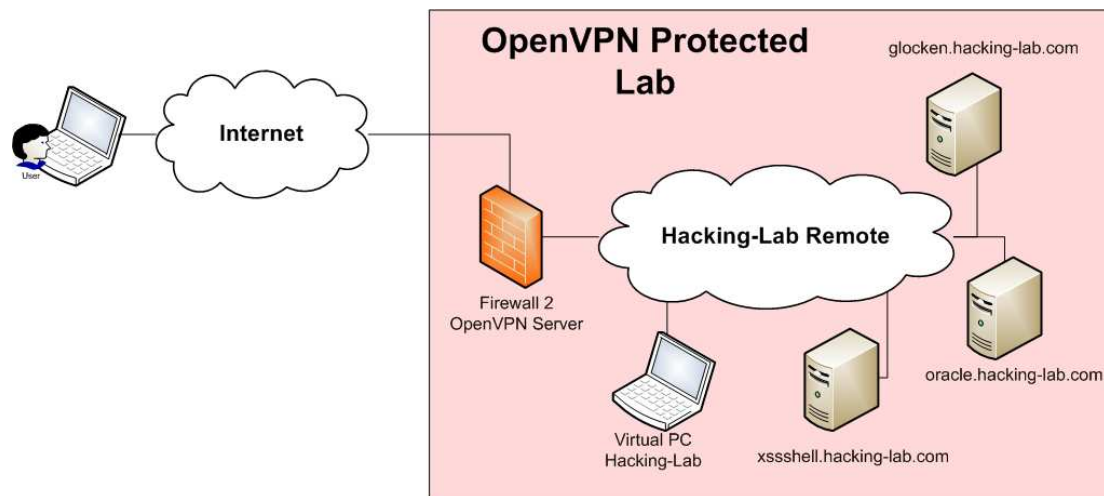 OpenVPN Protected
Lab
glocken.hacking-lab.com
Internet
User
Hacking-Lab Remote
Firewall 2
OpenVPN Server
oracle.hacking-lab.com
Virtual PC
Hacking-Lab
xssshell.hacking-lab.com